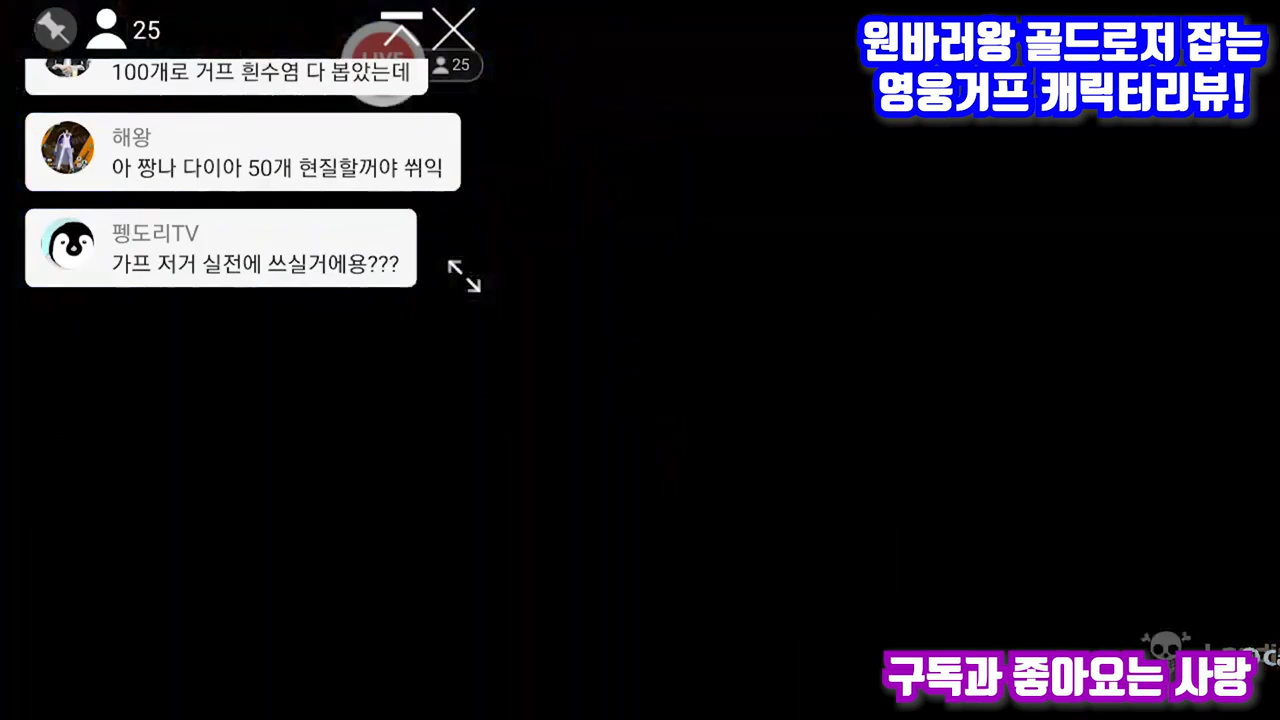 25
LIVE
25
100개로 거프 흰수염 다 봅았는데
해왕
아 짱나 다이아 50개 현질할꺼야 쒸익
펭도리TV
가프 저거 실전에 쓰실거에용???
원바러왕 골드로저 잡는
영웅거프 캐릭터리뷰!
구독과 좋아요는 사랑